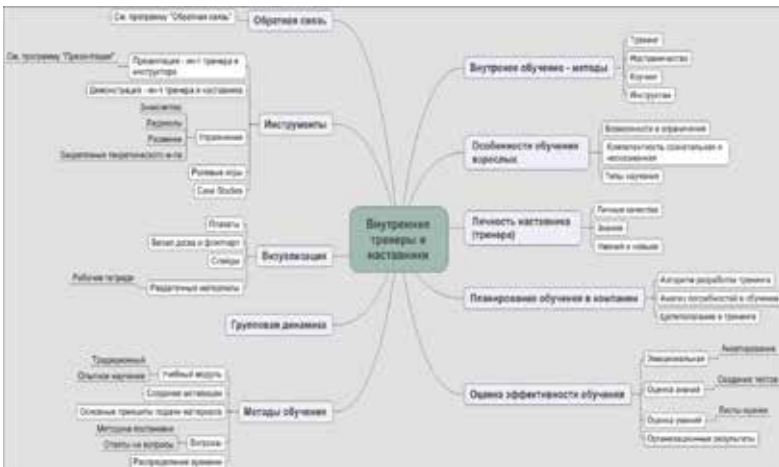 Внутренние
тренеры и
наставники
Обратная связь
См. программу "Обратная связь"
Инструменты
Презентация - ин-т тренера и
инструктора
См. программу "Презентация"
Демонстрация - ин-т тренера и наставника
Упражнения
Знакомство
Разминки
Закрепление теоретического м-ла
Ролевые игры
Case Studies
Визуализация
Плакаты
Белая доска и флипчарт
Слайды
Раздаточные материалы
Рабочие тетради
Групповая динамика
Методы обучения
Учебный модуль
Традиционный
Опытное научение
Создание мотивации
Основные принципы подачи материала
Вопросы
Методика постановки
Ответы на вопросы
Распределение времени
Внутреннее обучение - методы
Тренинг
Наставничество
Коучинг
Инструктаж
Особенности обучения
взрослых
Возможности и ограничения
Компетентность сознательная и
неосознанная
Типы научения
Личность наставника
(тренера)
Личные качества
Знания
Умения и навыки
Планирование обучения в компании
Алгоритм разработки тренинга
Анализ потребностей в обучении
Целеполагание в тренинге
Оценка эффективности обучения
Эмоциональная
Анкетирование
Оценка знаний
Создание тестов
Оценка умений
Листы оценки
Организационные результаты